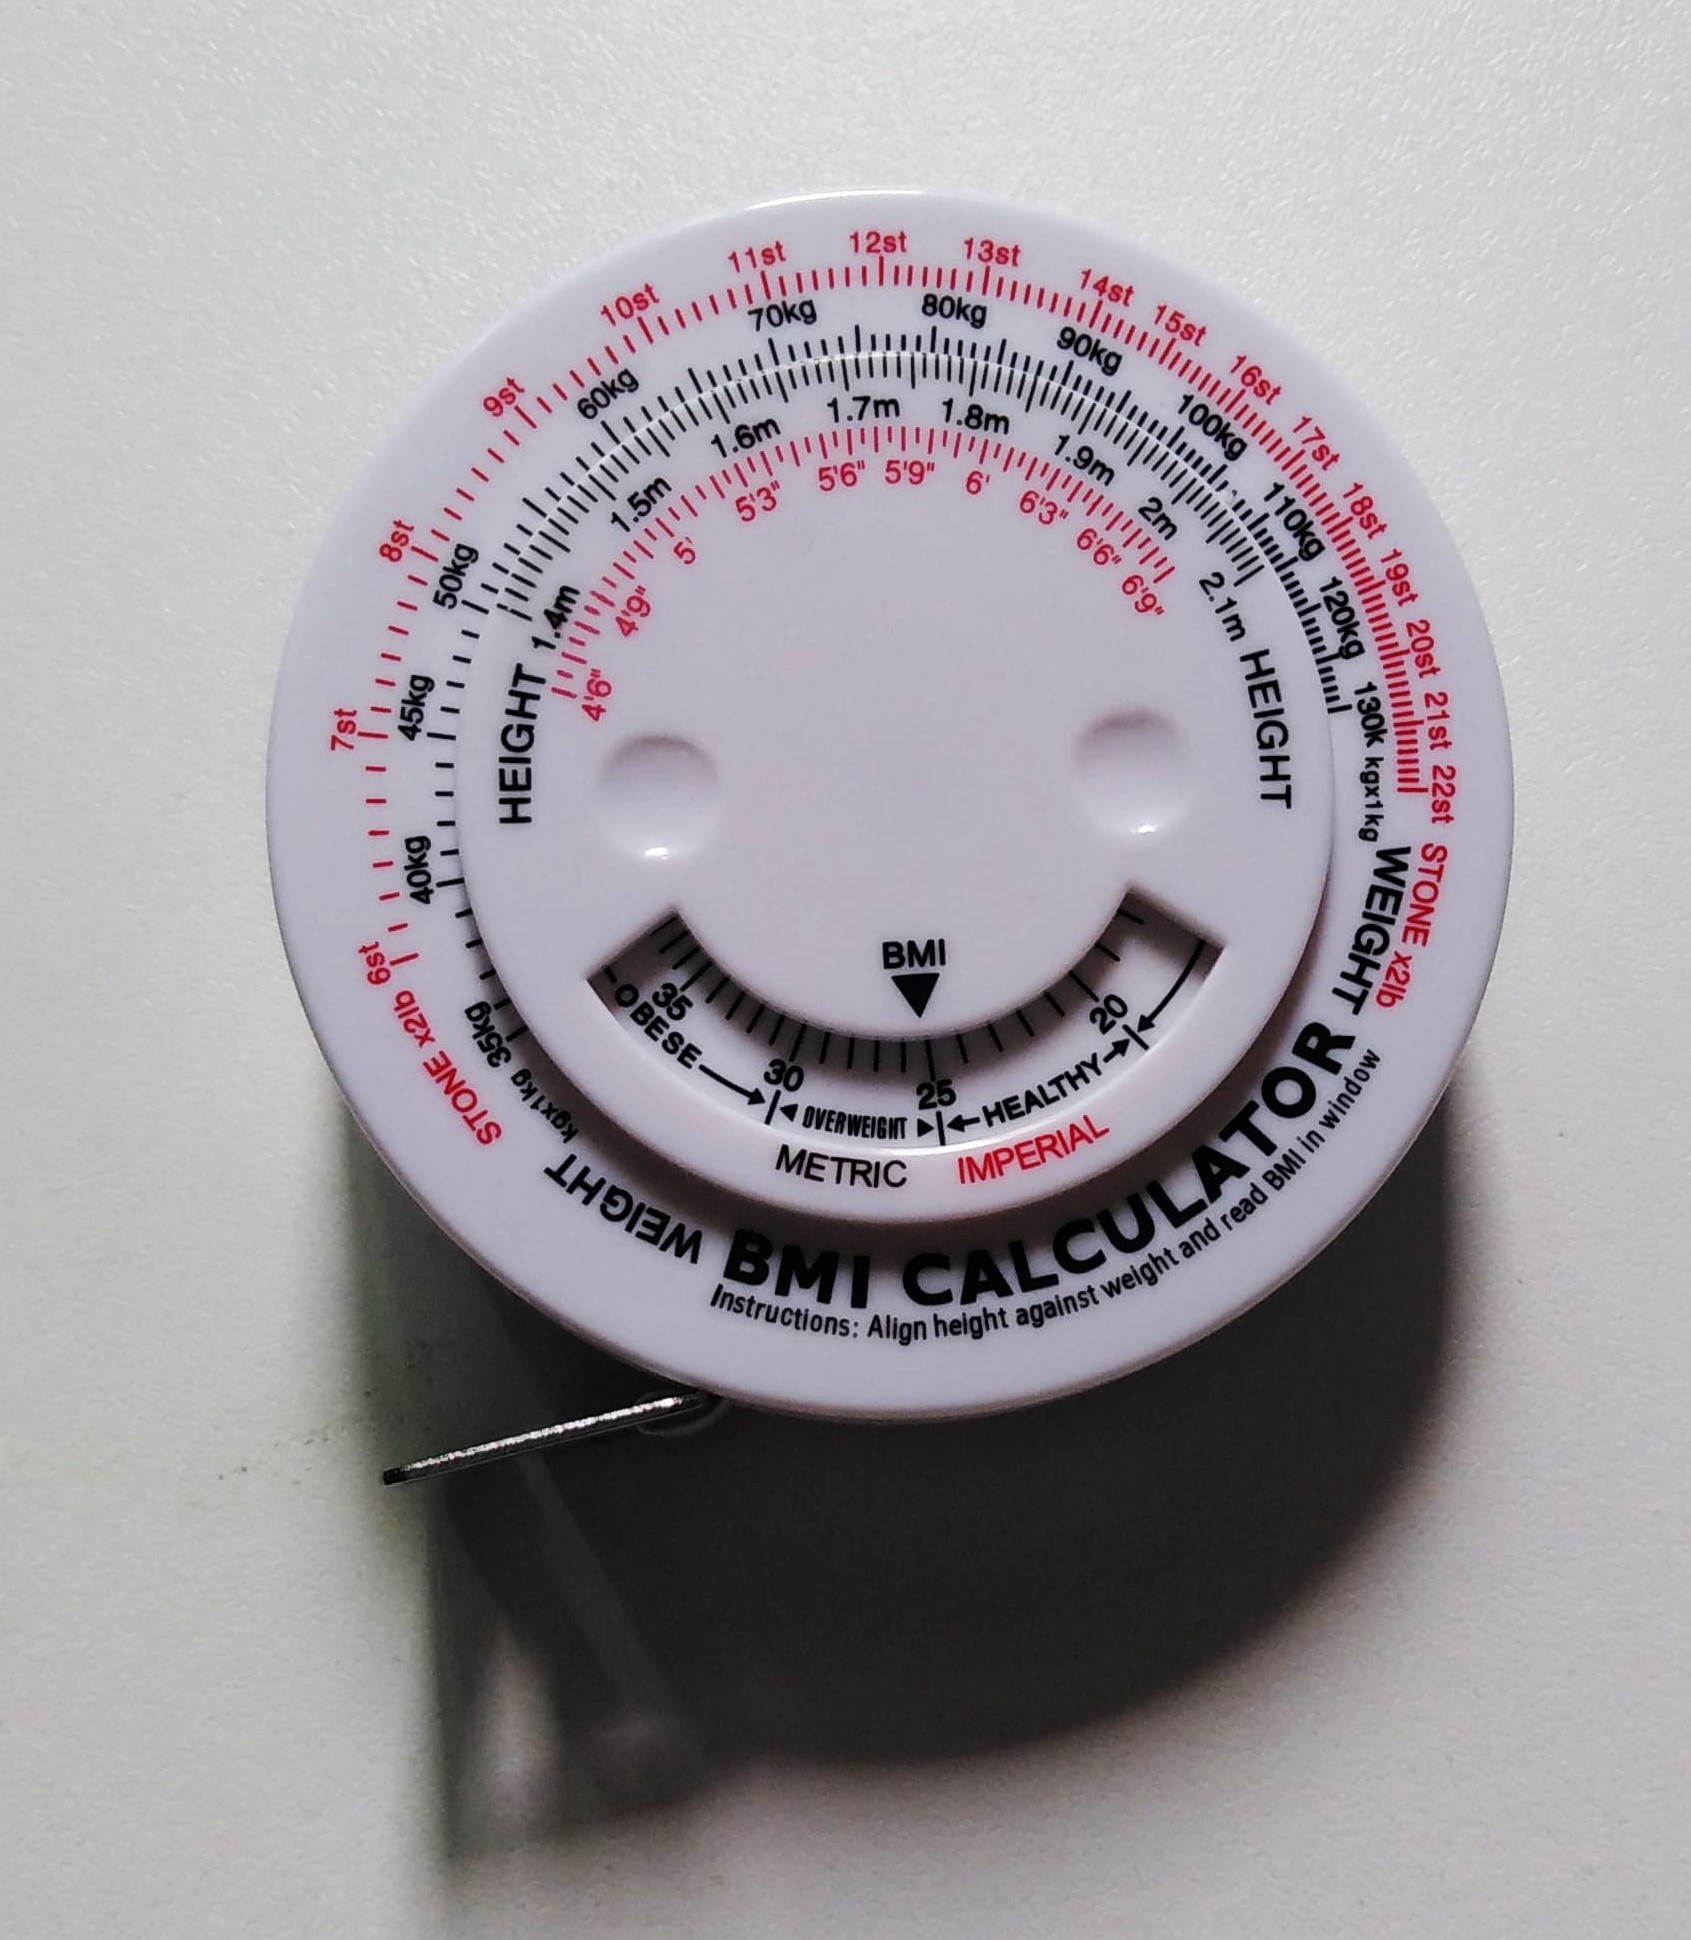 6st 7st 8st 9st 10st 11st 12st 13st 14st 15st 16st 17st 18st 19st 20st 21st 22st
STONE x2lb
STONE x2lb
35kg 40kg 45kg 50kg 60kg 70kg 80kg 90kg 100kg 110kg 120kg 130k
kgx1kg
kgx1kg
WEIGHT
WEIGHT
HEIGHT 1.4m 1.5m 1.6m 1.7m 1.8m 1.9m 2m 2.1m HEIGHT
4'6" 4'9" 5' 5'3" 5'6" 5'9" 6' 6'3" 6'6" 6'9"
BMI
35 30 25 20
OBESE OVERWEIGHT HEALTHY
METRIC IMPERIAL
BMI CALCULATOR
Instructions: Align height against weight and read BMI in window